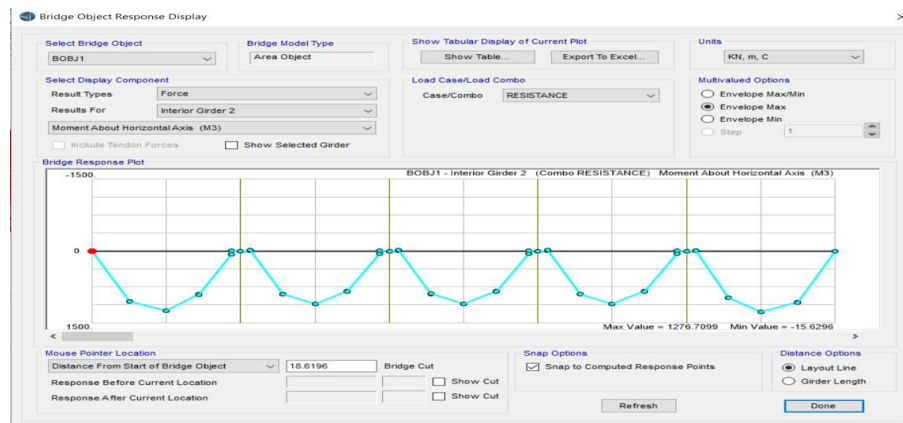 Bridge Object Response Display
Select Bridge Object
BOBJ1
Bridge Model Type
Area Object
Show Tabular Display of Current Plot
Show Table...
Export To Excel...
Units
KN, m, C
Select Display Component
Result Types
Force
Results For
Interior Girder 2
Moment About Horizontal Axis (M3)
Include Tendon Forces
Show Selected Girder
Load Case/Load Combo
Case/Combo
RESISTANCE
Multivalued Options
Envelope Max/Min
Envelope Max
Envelope Min
Step
1
Bridge Response Plot
-1500.
BOBJ1 - Interior Girder 2 (Combo RESISTANCE) Moment About Horizontal Axis (M3)
0
1500.
Max Value = 1276.7099 Min Value = -15.6296
Mouse Pointer Location
Distance From Start of Bridge Object
18.6196
Bridge Cut
Response Before Current Location
Show Cut
Response After Current Location
Show Cut
Snap Options
Snap to Computed Response Points
Distance Options
Layout Line
Girder Length
Refresh
Done